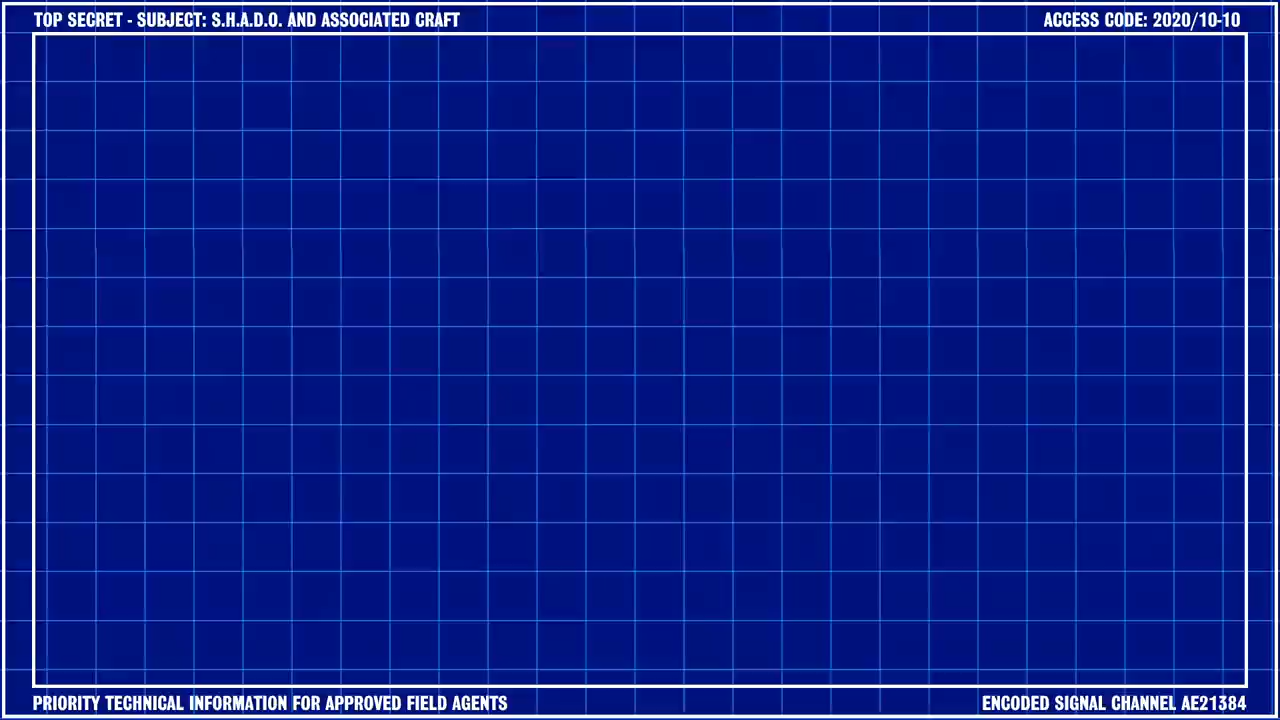 TOP SECRET - SUBJECT: S.H.A.D.O. AND ASSOCIATED CRAFT
ACCESS CODE: 2020/10-10
PRIORITY TECHNICAL INFORMATION FOR APPROVED FIELD AGENTS
ENCODED SIGNAL CHANNEL AE21384